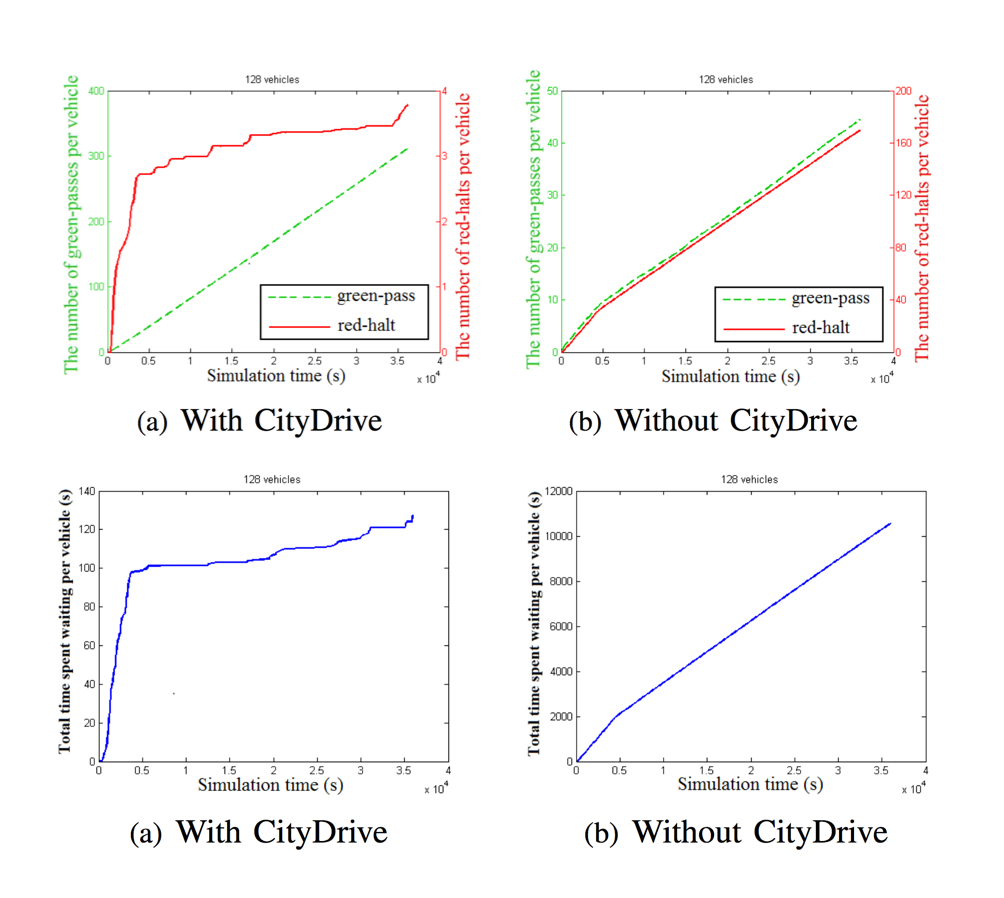 128 vehicles
The number of green-passes per vehicle
400
300
200
100
0
The number of red-halts per vehicle
4
3
2
1
0
green-pass
red-halt
0 0.5 1 1.5 2 2.5 3 3.5 4
x 10^4
Simulation time (s)
(a) With CityDrive
128 vehicles
The number of green-passes per vehicle
50
40
30
20
10
0
The number of red-halts per vehicle
200
160
120
80
40
0
green-pass
red-halt
0 0.5 1 1.5 2 2.5 3 3.5 4
x 10^4
Simulation time (s)
(b) Without CityDrive
128 vehicles
Total time spent waiting per vehicle (s)
140
120
100
80
60
40
20
0
0 0.5 1 1.5 2 2.5 3 3.5 4
x 10^4
Simulation time (s)
(a) With CityDrive
128 vehicles
Total time spent waiting per vehicle (s)
12000
10000
8000
6000
4000
2000
0
0 0.5 1 1.5 2 2.5 3 3.5 4
x 10^4
Simulation time (s)
(b) Without CityDrive